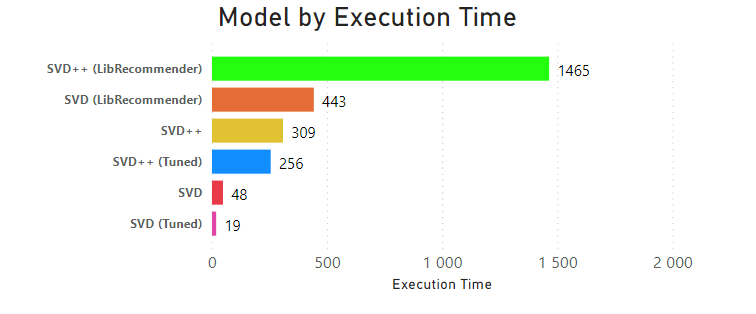 Model by Execution Time
SVD++ (LibRecommender) 1465
SVD (LibRecommender) 443
SVD++ 309
SVD++ (Tuned) 256
SVD 48
SVD (Tuned) 19
0 500 1 000 1 500 2 000
Execution Time